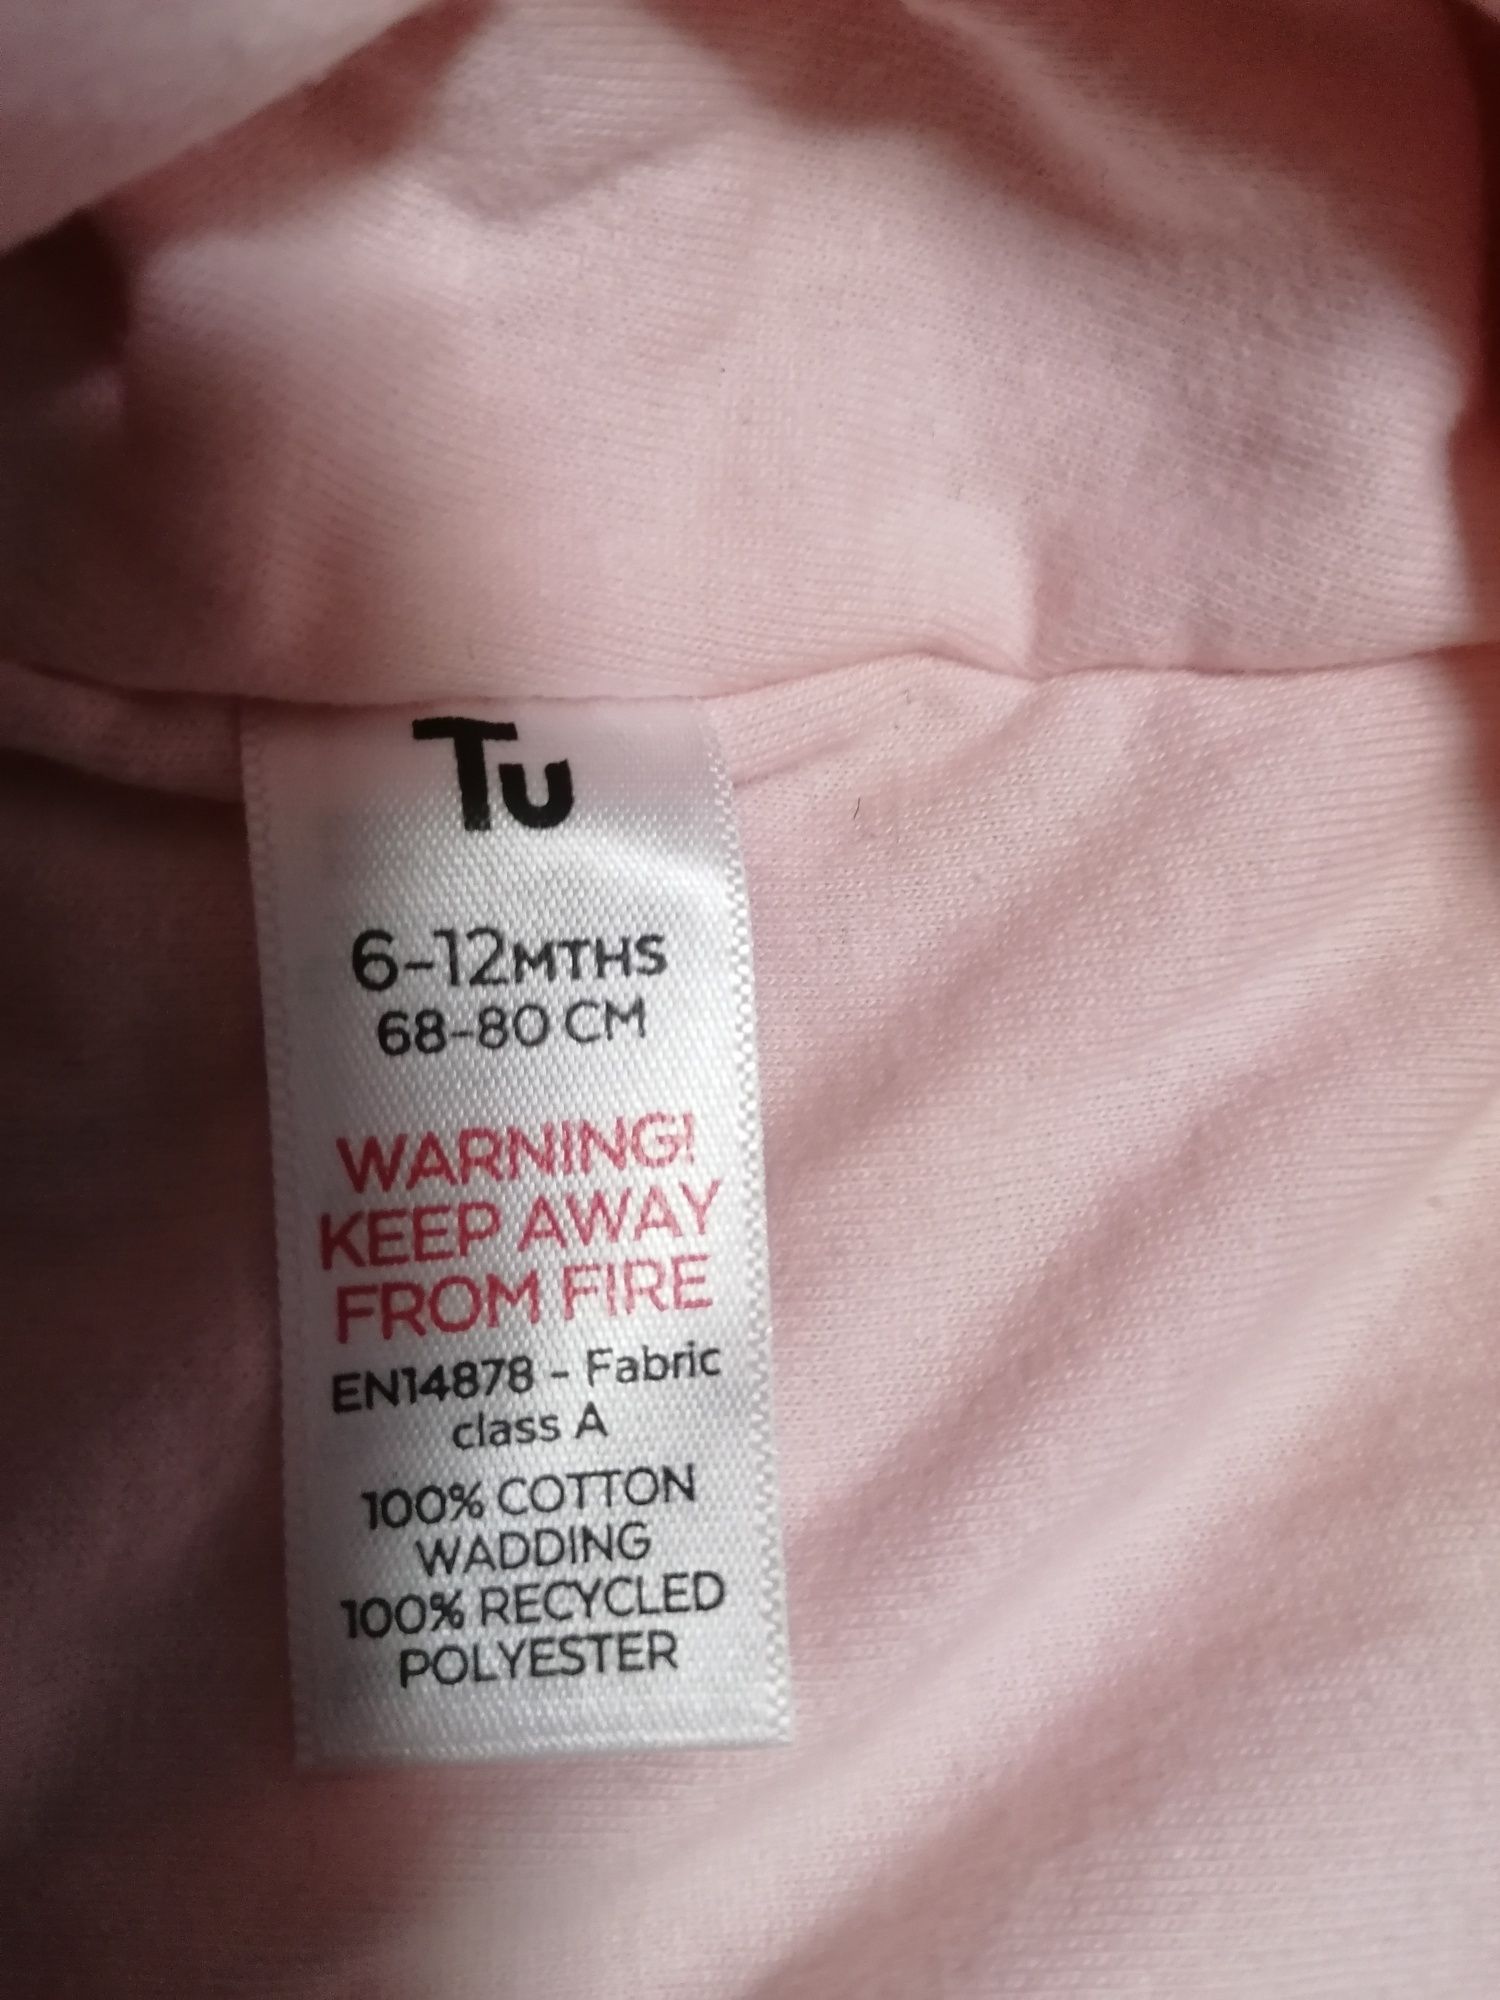 Tu
6-12MTHS
68-80 CM
WARNING!
KEEP AWAY
FROM FIRE
EN14878 - Fabric
class A
100% COTTON
WADDING
100% RECYCLED
POLYESTER